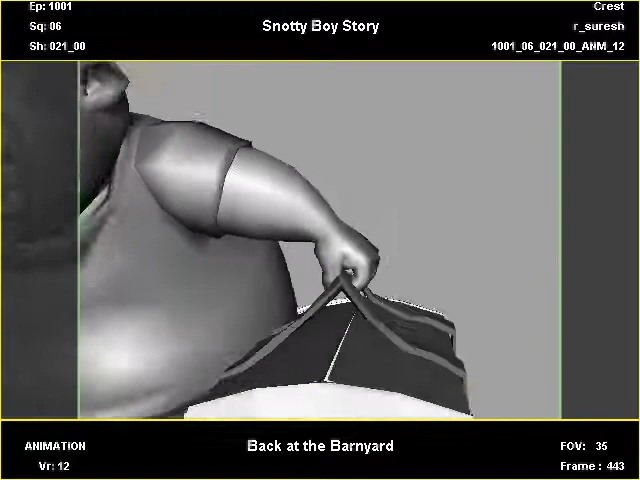 Ep: 1001
Crest
Sq: 06
Snotty Boy Story
r_suresh
Sh: 021_00
1001_06_021_00_ANM_12
ANIMATION
Back at the Barnyard
FOV: 35
Vr: 12
Frame : 443